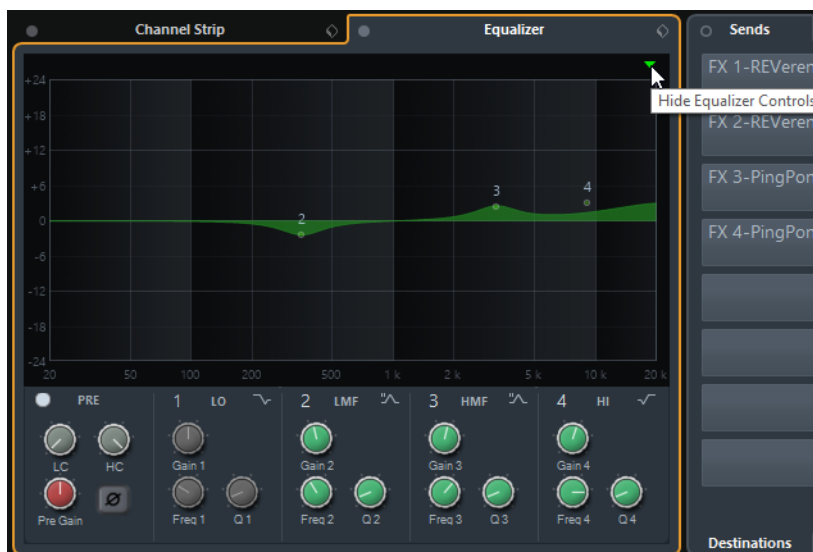 Channel Strip
Equalizer
Sends
Hide Equalizer Controls
+24
+18
+12
+6
0
-6
-12
-18
-24
2
3
4
20 50 100 200 500 1 k 2 k 5 k 10 k 20 k
PRE
LC HC
Pre Gain
1 LO
Gain 1
Freq 1 Q 1
2 LMF
Gain 2
Freq 2 Q 2
3 HMF
Gain 3
Freq 3 Q 3
4 HI
Gain 4
Freq 4 Q 4
FX 1-REVeren
FX 2-REVeren
FX 3-PingPon
FX 4-PingPon
Destinations